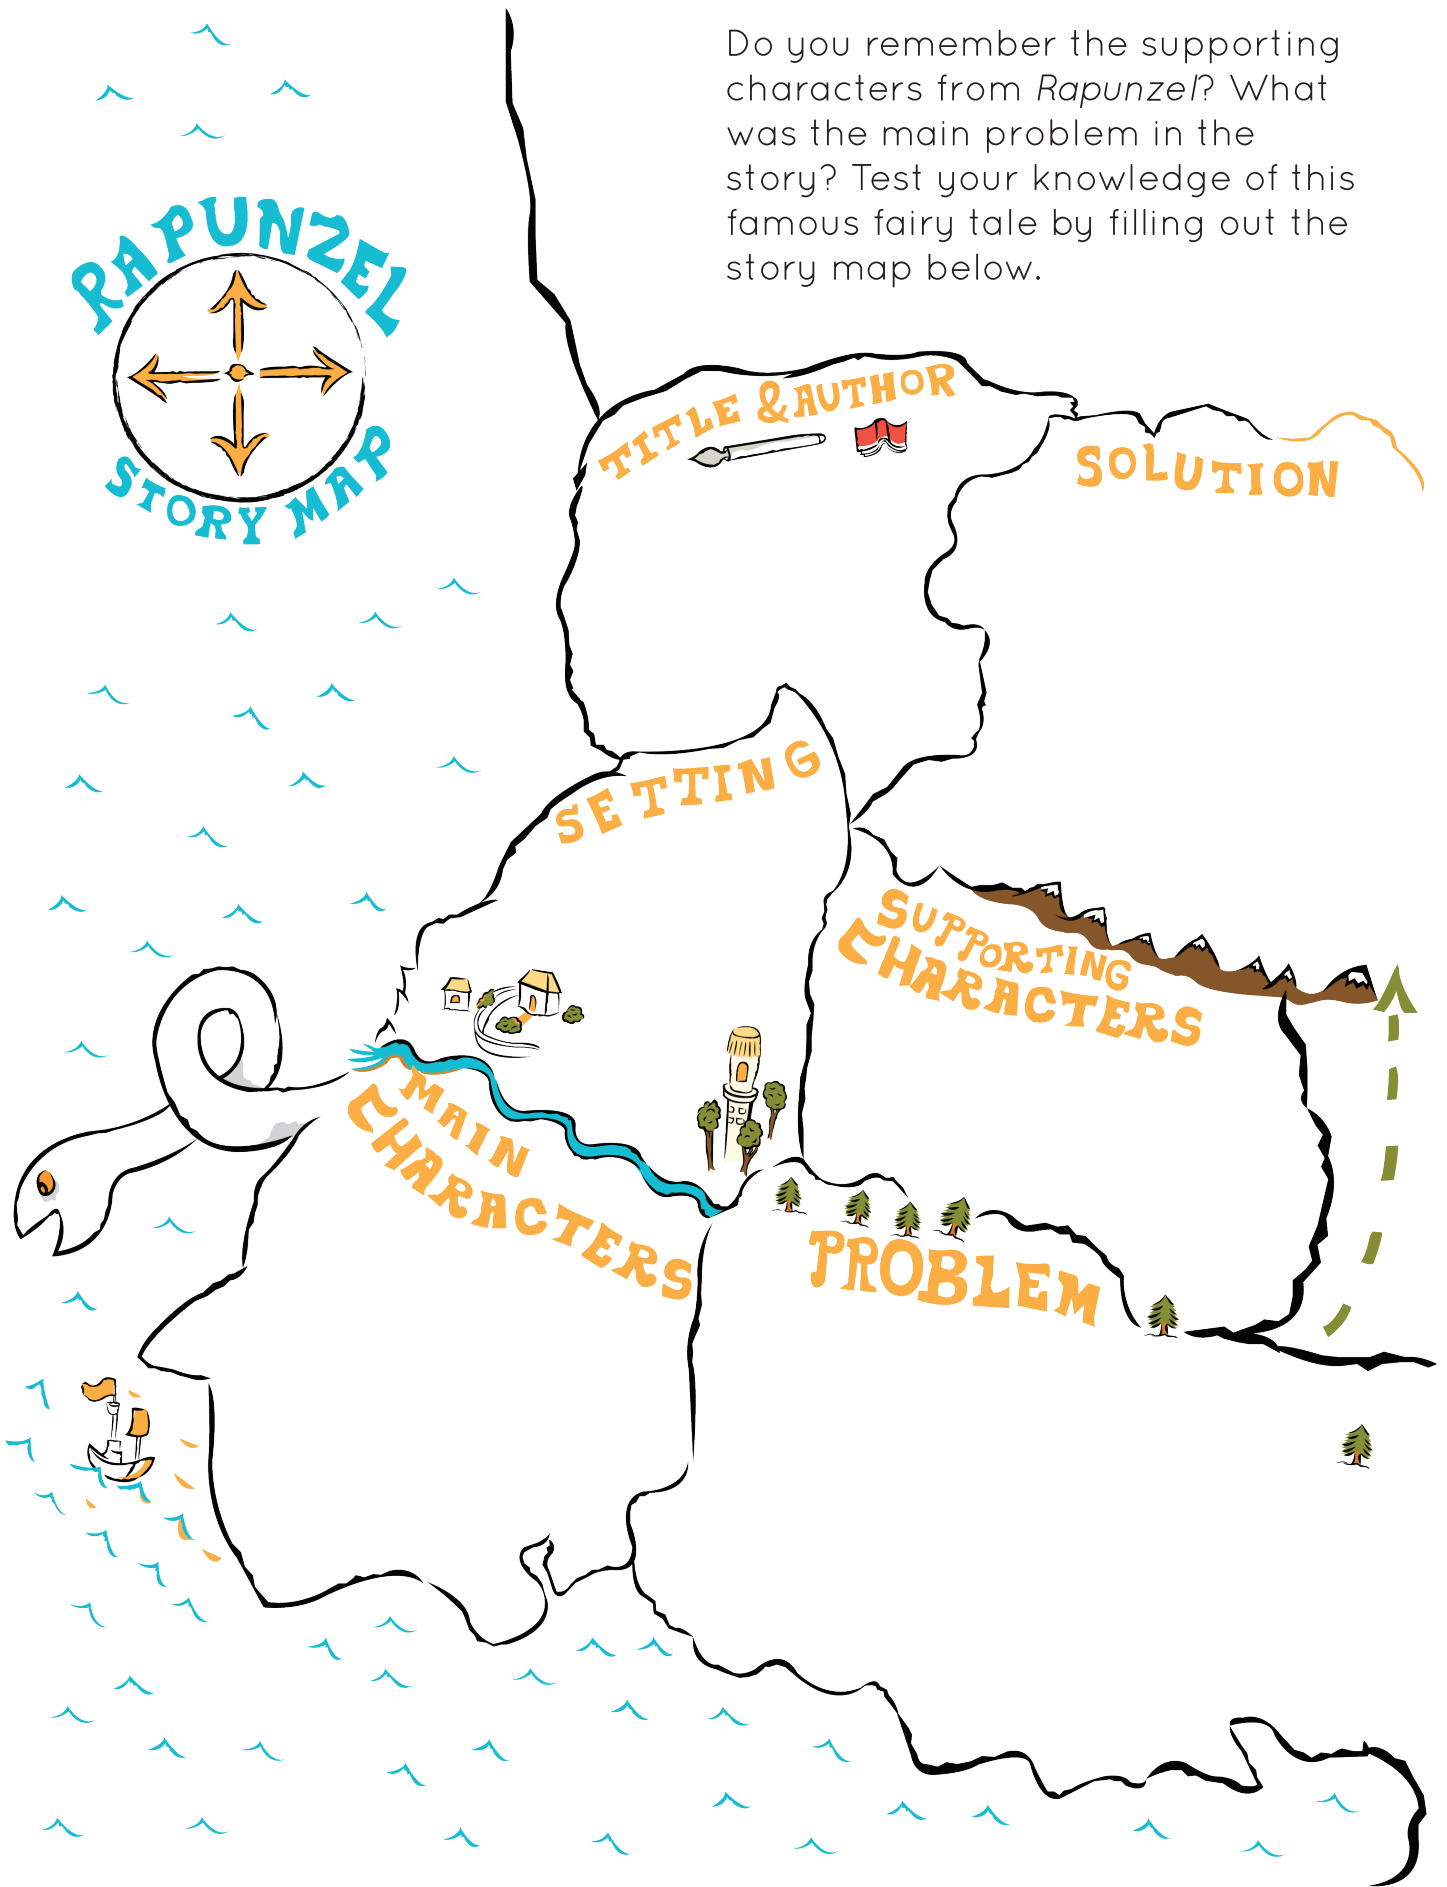 Do you remember the supporting
characters from Rapunzel? What
was the main problem in the
story? Test your knowledge of this
famous fairy tale by filling out the
story map below.
RAPUNZEL
STORY MAP
TITLE & AUTHOR
SOLUTION
SETTING
SUPPORTING
CHARACTERS
MAIN
CHARACTERS
PROBLEM